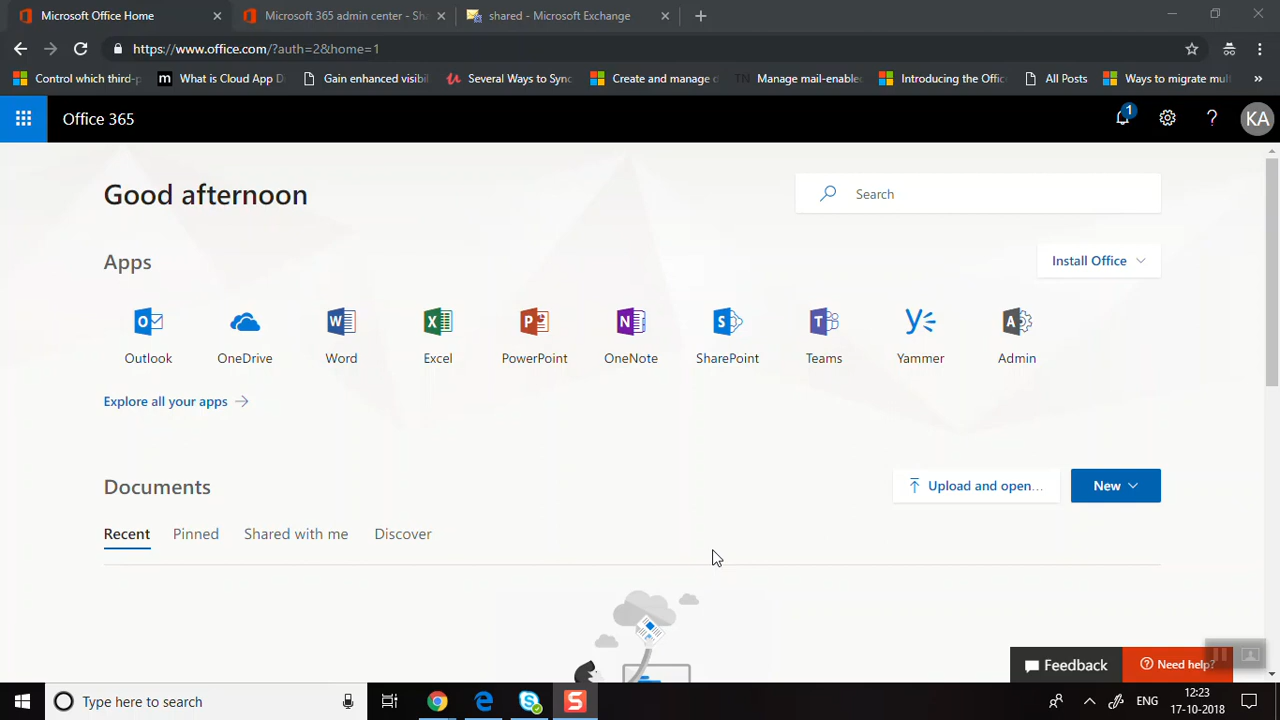 Microsoft Office Home
Microsoft 365 admin center - Sha
shared - Microsoft Exchange
https://www.office.com/?auth=2&home=1
Control which third-p
What is Cloud App D
Gain enhanced visibil
Several Ways to Sync
Create and manage d
TN Manage mail-enable
Introducing the Offic
All Posts
Ways to migrate mult
Office 365
1
KA
Good afternoon
Search
Apps
Install Office
Outlook
OneDrive
Word
Excel
PowerPoint
OneNote
SharePoint
Teams
Yammer
Admin
Explore all your apps
Documents
Upload and open...
New
Recent
Pinned
Shared with me
Discover
Feedback
Need help?
Type here to search
ENG
12:23
17-10-2018